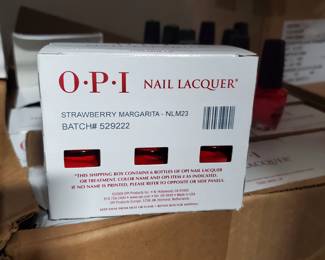 O·P·I NAIL LACQUER®
STRAWBERRY MARGARITA - NLM23
BATCH# 529222
*THIS SHIPPING BOX CONTAINS 6 BOTTLES OF OPI NAIL LACQUER
OR TREATMENT. COLOR NAME AND OPI ITEM # AS INDICATED.
IF NO NAME IS PRINTED, PLEASE REFER TO OPPOSITE OR SIDE PANELS.